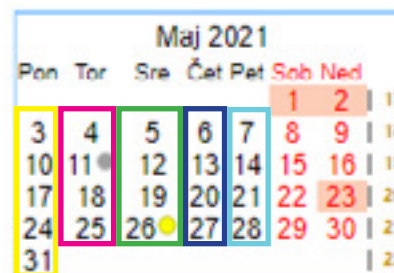 Maj 2021
Pon Tor Sre Čet Pet Sob Ned
1 2
3 4 5 6 7 8 9
10 11 12 13 14 15 16
17 18 19 20 21 22 23
24 25 26 27 28 29 30
31